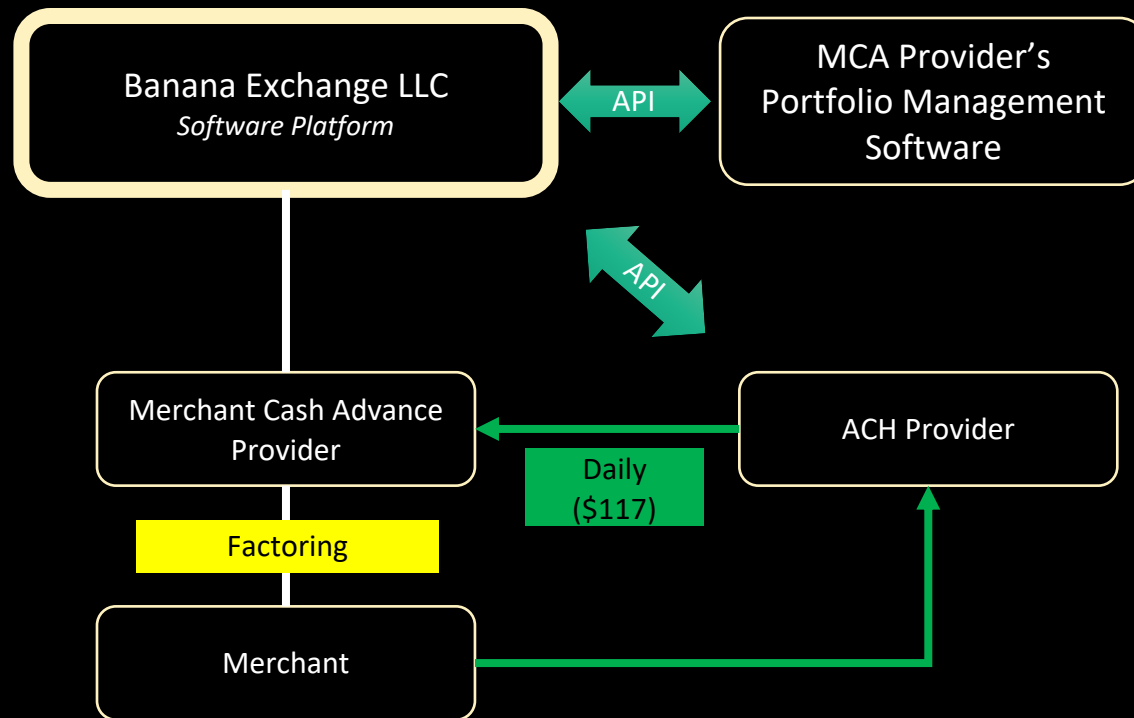 Banana Exchange LLC
Software Platform
API
MCA Provider’s
Portfolio Management
Software
API
Merchant Cash Advance
Provider
ACH Provider
Daily
($117)
Factoring
Merchant